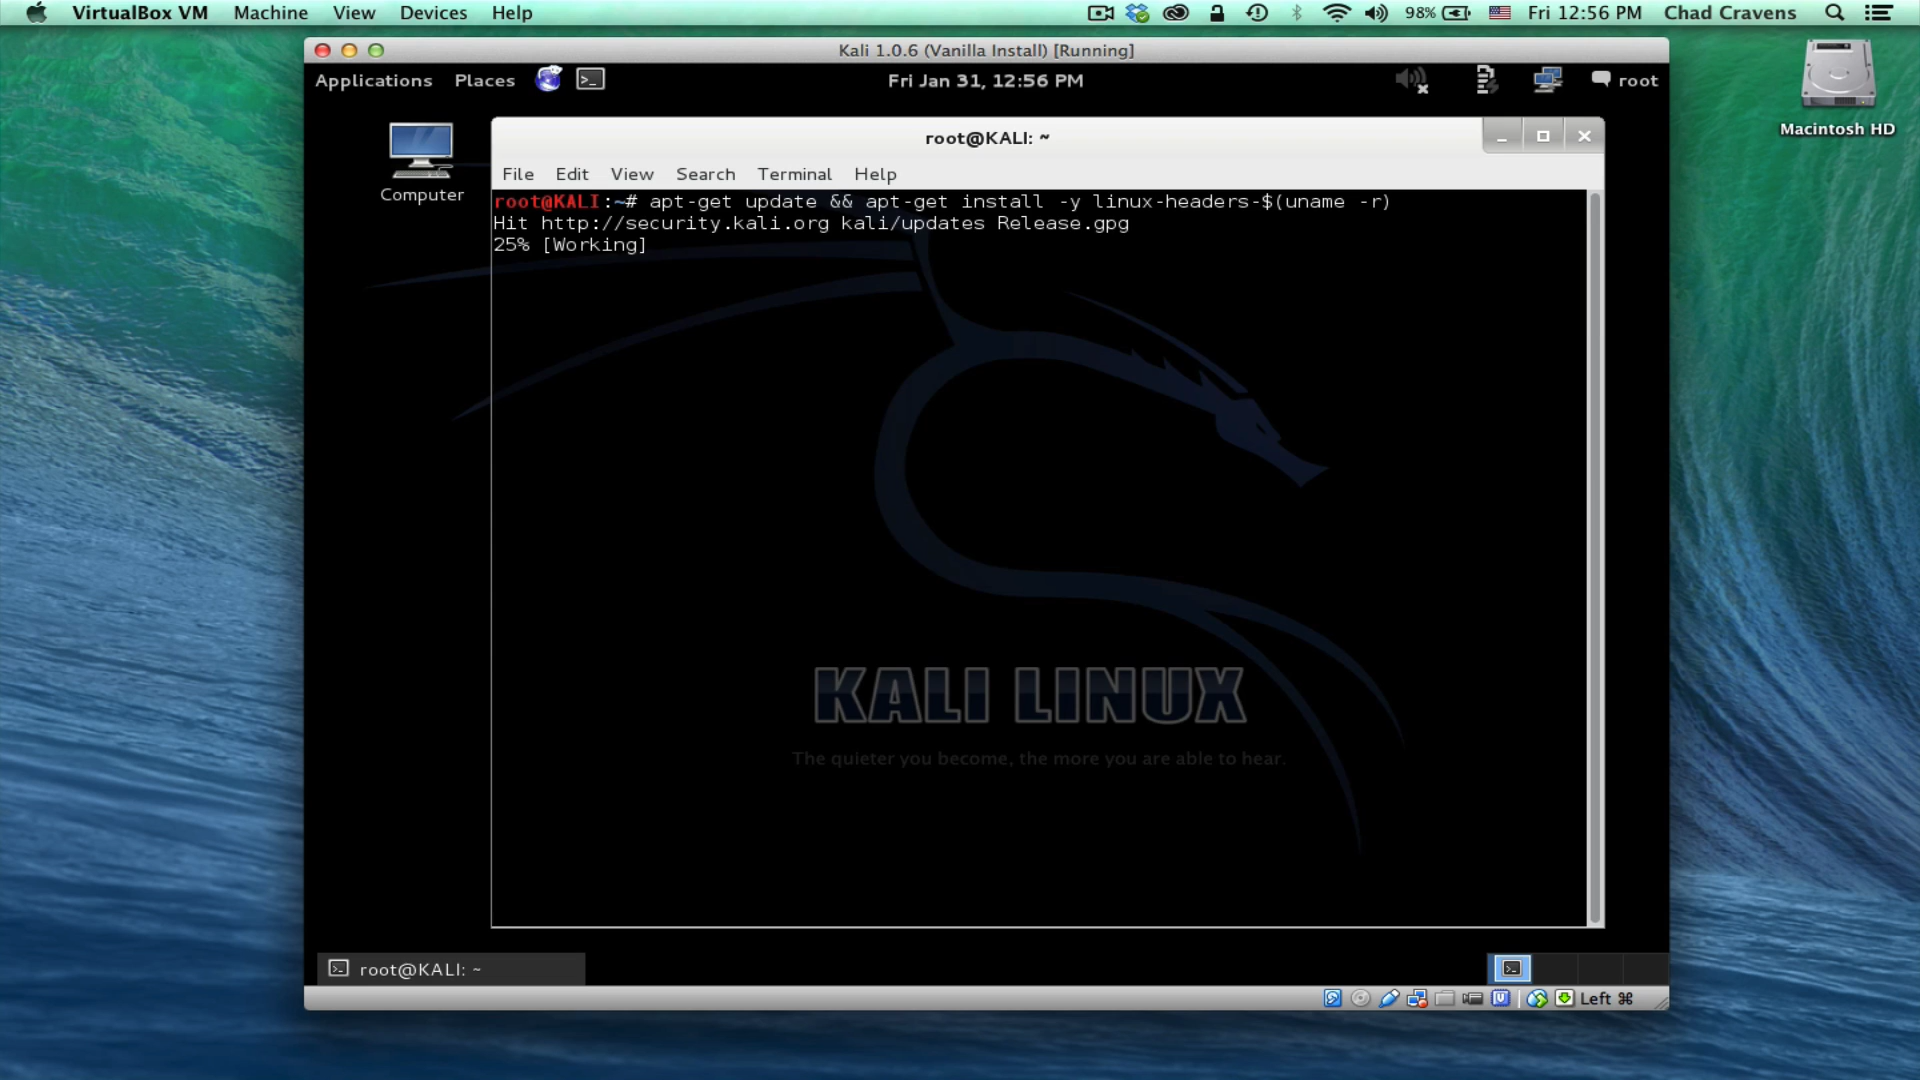 VirtualBox VM Machine View Devices Help 98% Fri 12:56 PM Chad Cravens
Kali 1.0.6 (Vanilla Install) [Running]
Applications Places Fri Jan 31, 12:56 PM root
Macintosh HD
Computer
root@KALI: ~
File Edit View Search Terminal Help
root@KALI:~# apt-get update && apt-get install -y linux-headers-$(uname -r)
Hit http://security.kali.org kali/updates Release.gpg
25% [Working]
KALI LINUX
The quieter you become, the more you are able to hear.
root@KALI: ~
Left ⌘